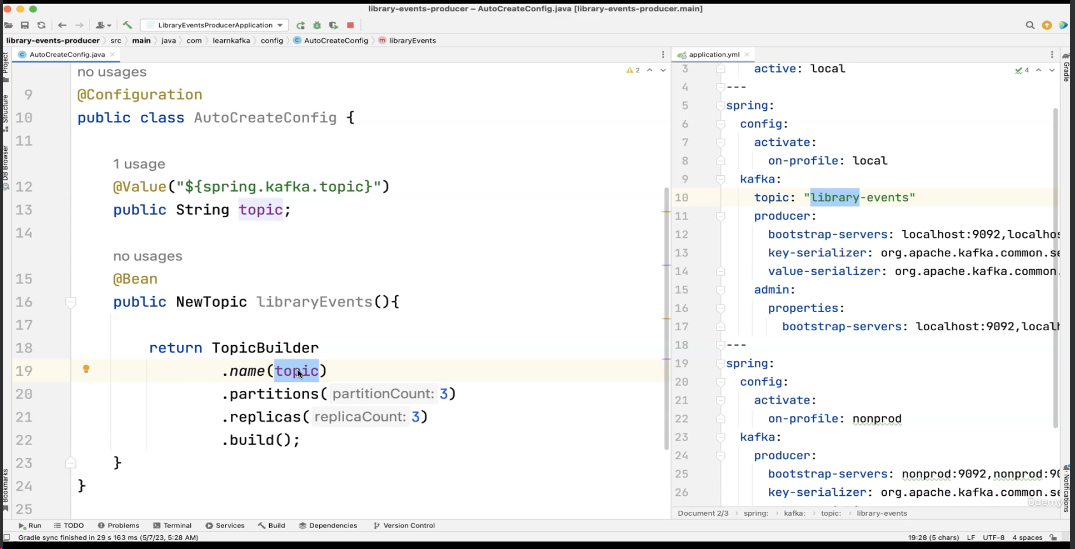 library-events-producer – AutoCreateConfig.java [library-events-producer.main]
LibraryEventsProducerApplication
library-events-producer › src › main › java › com › learnkafka › config › AutoCreateConfig › libraryEvents
AutoCreateConfig.java
no usages
2
9 @Configuration
10 public class AutoCreateConfig {
11
1 usage
12 @Value("${spring.kafka.topic}")
13 public String topic;
14
no usages
15 @Bean
16 public NewTopic libraryEvents(){
17
18 return TopicBuilder
19 .name(topic)
20 .partitions( partitionCount: 3)
21 .replicas( replicaCount: 3)
22 .build();
23 }
24 }
25
application.yml
4
3 active: local
4 ---
5 spring:
6 config:
7 activate:
8 on-profile: local
9 kafka:
10 topic: "library-events"
11 producer:
12 bootstrap-servers: localhost:9092,localhos
13 key-serializer: org.apache.kafka.common.se
14 value-serializer: org.apache.kafka.common.
15 admin:
16 properties:
17 bootstrap-servers: localhost:9092,local
18 ---
19 spring:
20 config:
21 activate:
22 on-profile: nonprod
23 kafka:
24 producer:
25 bootstrap-servers: nonprod:9092,nonprod:90
26 key-serializer: org.apache.kafka.common.se
Document 2/3 › spring: › kafka: › topic: › library-events
Project
Structure
DB Browser
Bookmarks
Gradle
Notifications
Udemy
Run TODO Problems Terminal Services Build Dependencies Version Control
Gradle sync finished in 29 s 163 ms (5/7/23, 5:28 AM)
19:28 (5 chars) LF UTF-8 4 spaces